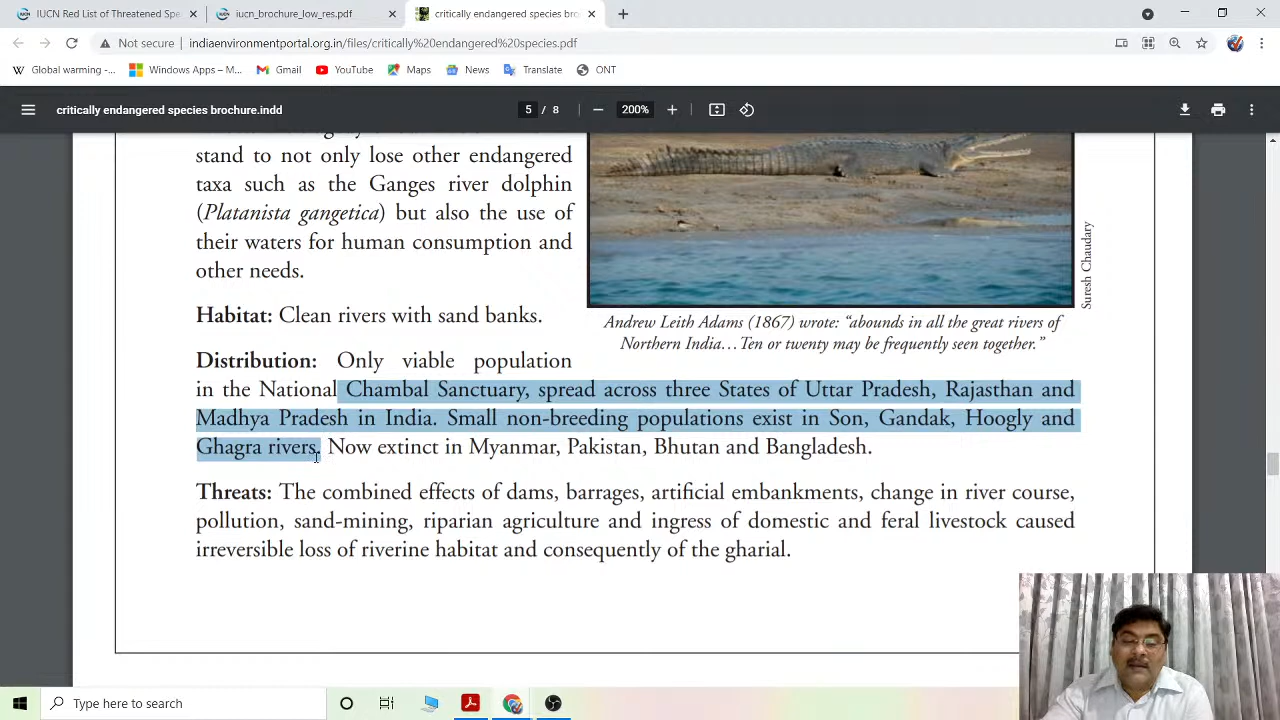 IUCN Red List of Threatened Spec
iucn_brochure_low_res.pdf
critically endangered species bro
Not secure
indiaenvironmentportal.org.in/files/critically%20endangered%20species.pdf
Global warming -...
Windows Apps – M...
Gmail
YouTube
Maps
News
Translate
ONT
critically endangered species brochure.indd
5 / 8
200%
stand to not only lose other endangered
taxa such as the Ganges river dolphin
(Platanista gangetica) but also the use of
their waters for human consumption and
other needs.
Habitat: Clean rivers with sand banks.
Suresh Chaudary
Andrew Leith Adams (1867) wrote: “abounds in all the great rivers of
Northern India…Ten or twenty may be frequently seen together.”
Distribution: Only viable population
in the National Chambal Sanctuary, spread across three States of Uttar Pradesh, Rajasthan and
Madhya Pradesh in India. Small non-breeding populations exist in Son, Gandak, Hoogly and
Ghagra rivers. Now extinct in Myanmar, Pakistan, Bhutan and Bangladesh.
Threats: The combined effects of dams, barrages, artificial embankments, change in river course,
pollution, sand-mining, riparian agriculture and ingress of domestic and feral livestock caused
irreversible loss of riverine habitat and consequently of the gharial.
Type here to search